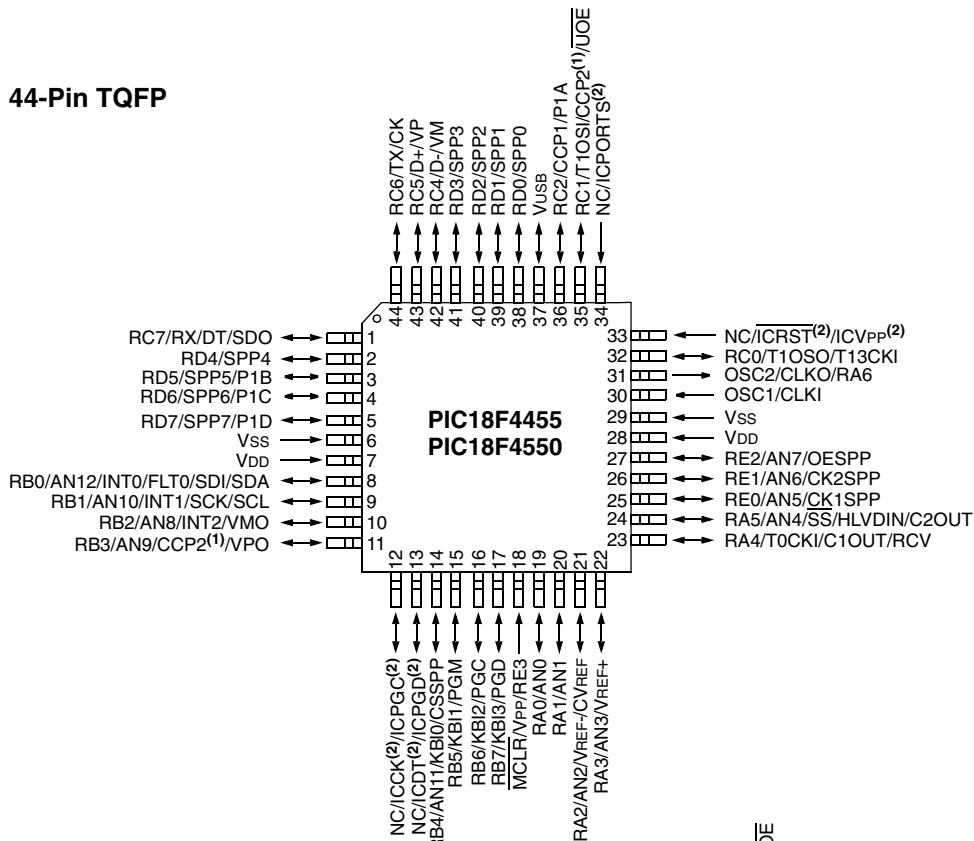 44-Pin TQFP
RC6/TX/CK
RC5/D+/VP
RC4/D-/VM
RD3/SPP3
RD2/SPP2
RD1/SPP1
RD0/SPP0
VUSB
RC2/CCP1/P1A
RC1/T1OSI/CCP2(1)/UOE
NC/ICPORTS(2)
44 43 42 41 40 39 38 37 36 35 34
RC7/RX/DT/SDO 1
RD4/SPP4 2
RD5/SPP5/P1B 3
RD6/SPP6/P1C 4
RD7/SPP7/P1D 5
VSS 6
VDD 7
RB0/AN12/INT0/FLT0/SDI/SDA 8
RB1/AN10/INT1/SCK/SCL 9
RB2/AN8/INT2/VMO 10
RB3/AN9/CCP2(1)/VPO 11
PIC18F4455
PIC18F4550
33 NC/ICRST(2)/ICVPP(2)
32 RC0/T1OSO/T13CKI
31 OSC2/CLKO/RA6
30 OSC1/CLKI
29 VSS
28 VDD
27 RE2/AN7/OESPP
26 RE1/AN6/CK2SPP
25 RE0/AN5/CK1SPP
24 RA5/AN4/SS/HLVDIN/C2OUT
23 RA4/T0CKI/C1OUT/RCV
12 13 14 15 16 17 18 19 20 21 22
NC/ICCK(2)/ICPGC(2)
NC/ICDT(2)/ICPGD(2)
RB4/AN11/KBI0/CSSPP
RB5/KBI1/PGM
RB6/KBI2/PGC
RB7/KBI3/PGD
MCLR/VPP/RE3
RA0/AN0
RA1/AN1
RA2/AN2/VREF-/CVREF
RA3/AN3/VREF+